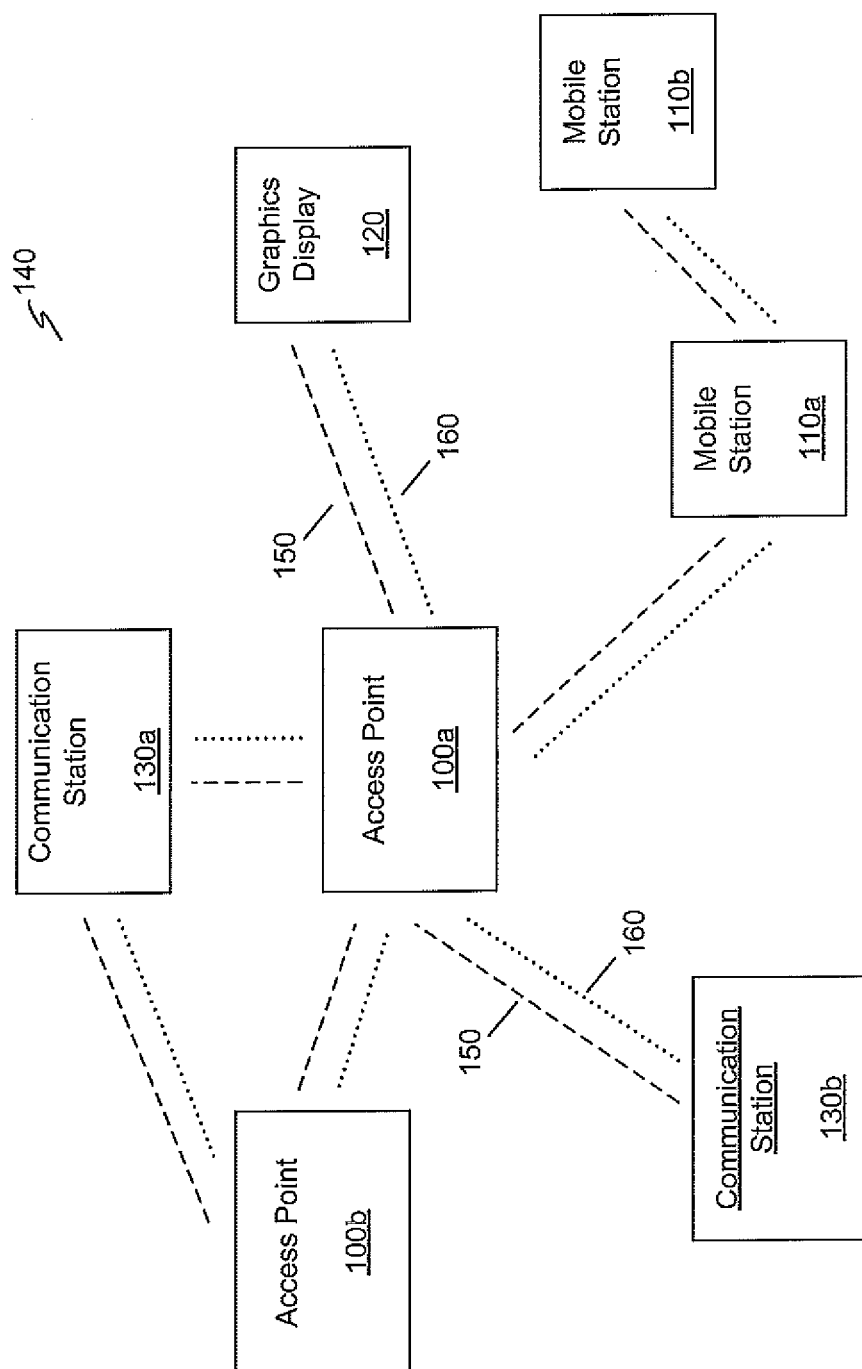 140
Communication
Station
130a
Graphics
Display
120
150
160
Access Point
100b
Access Point
100a
Mobile
Station
110b
150
160
Mobile
Station
110a
Communication
Station
130b